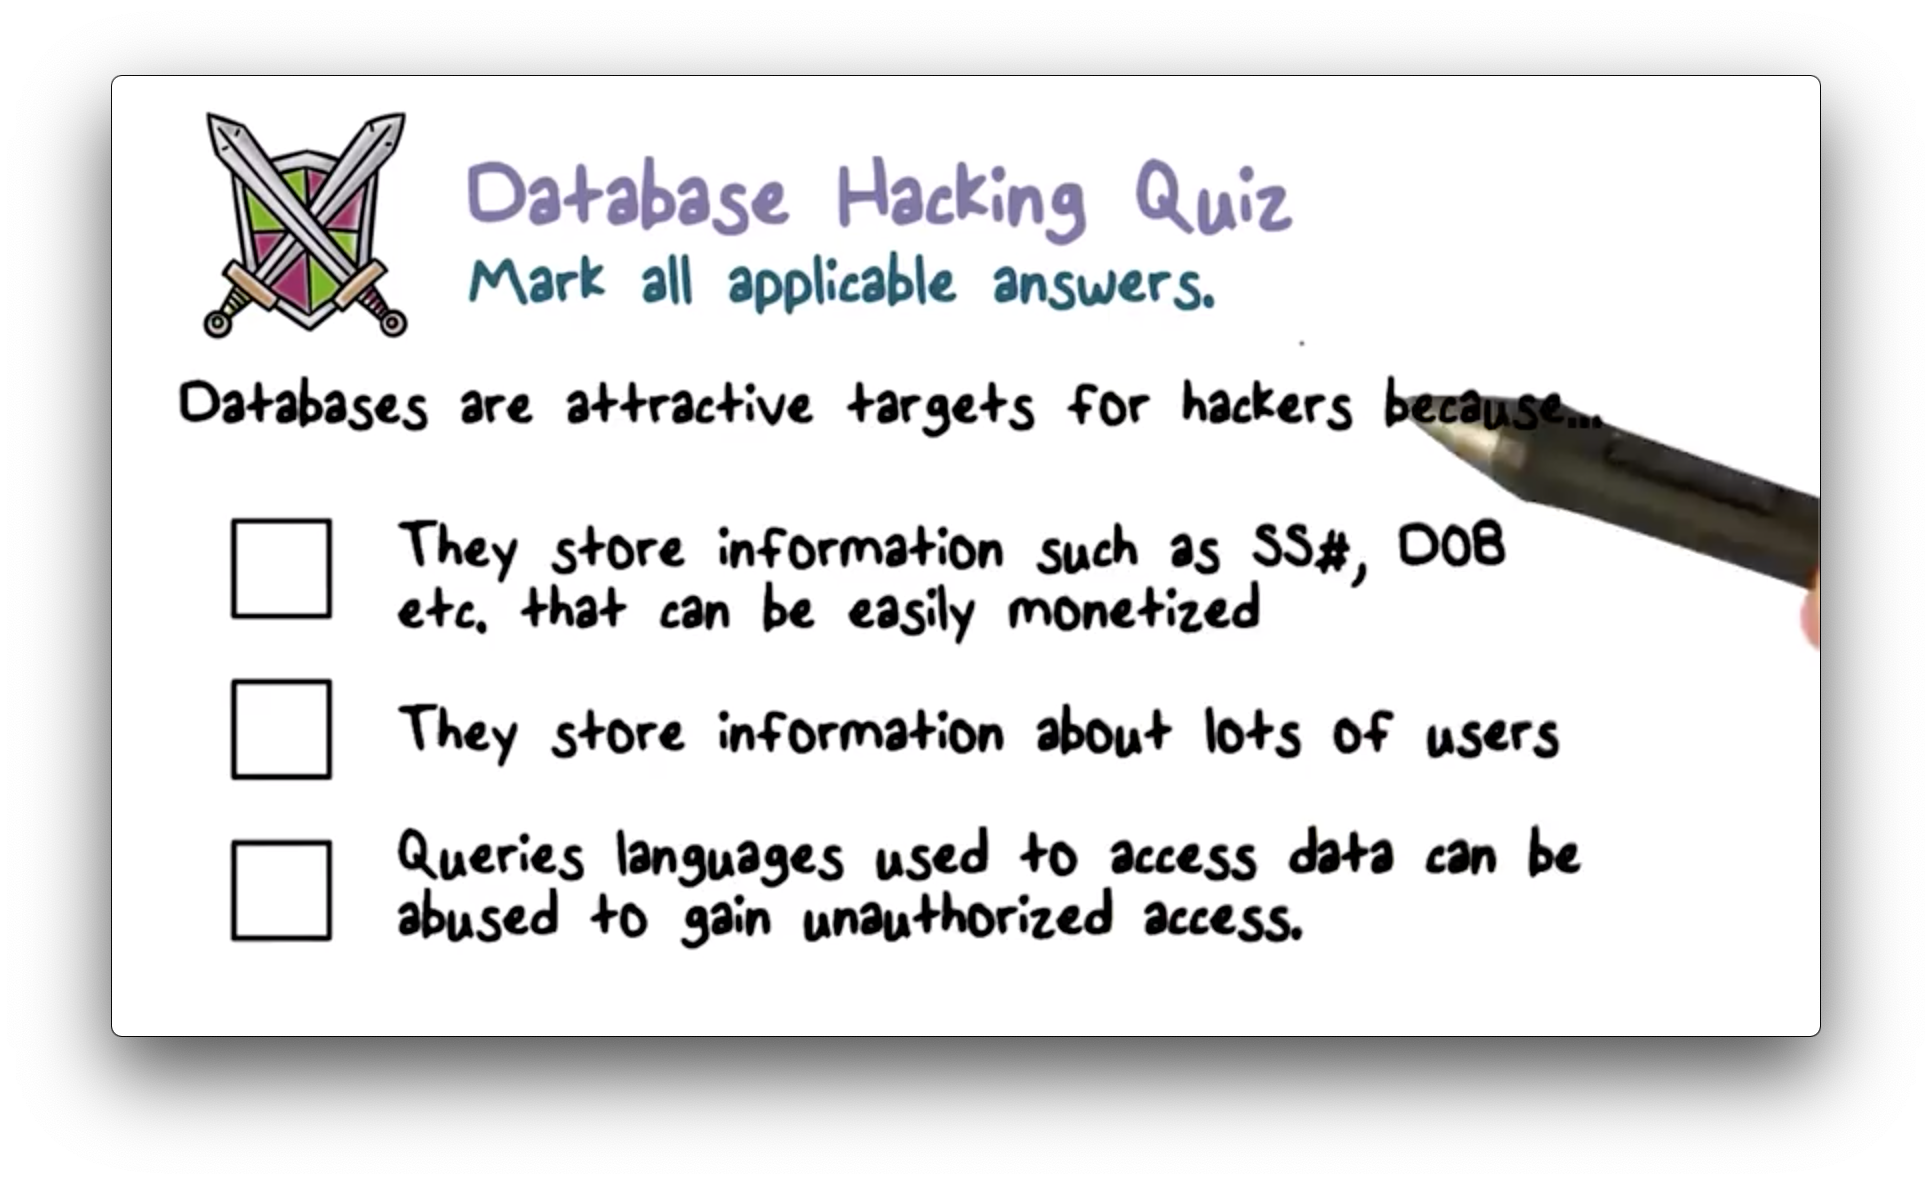 Database Hacking Quiz
Mark all applicable answers.
Databases are attractive targets for hackers because...
They store information such as SS#, DOB
etc. that can be easily monetized
They store information about lots of users
Queries languages used to access data can be
abused to gain unauthorized access.